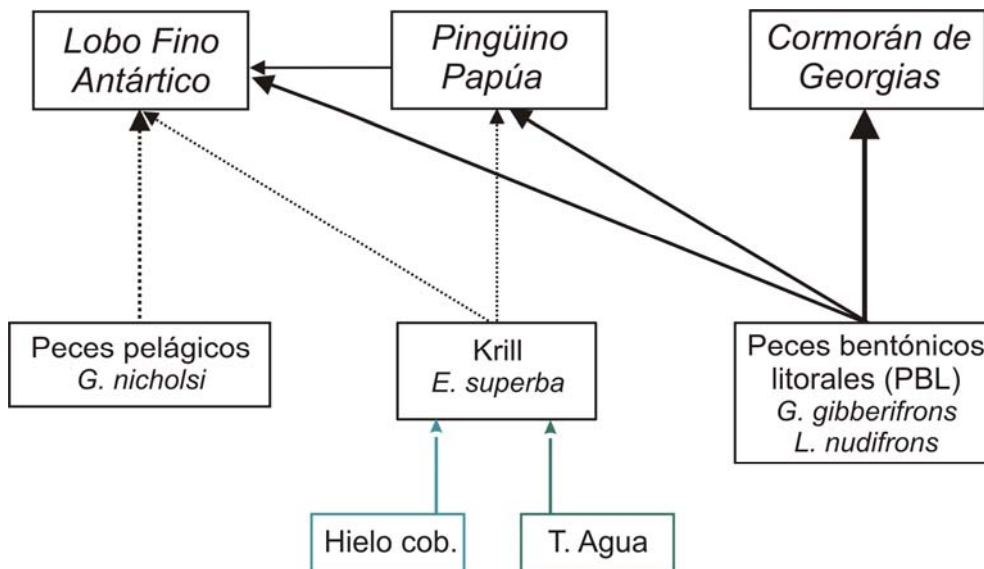 Lobo Fino
Antártico
Pingüino
Papúa
Cormorán de
Georgias
Peces pelágicos
G. nicholsi
Krill
E. superba
Peces bentónicos
litorales (PBL)
G. gibberifrons
L. nudifrons
Hielo cob.
T. Agua